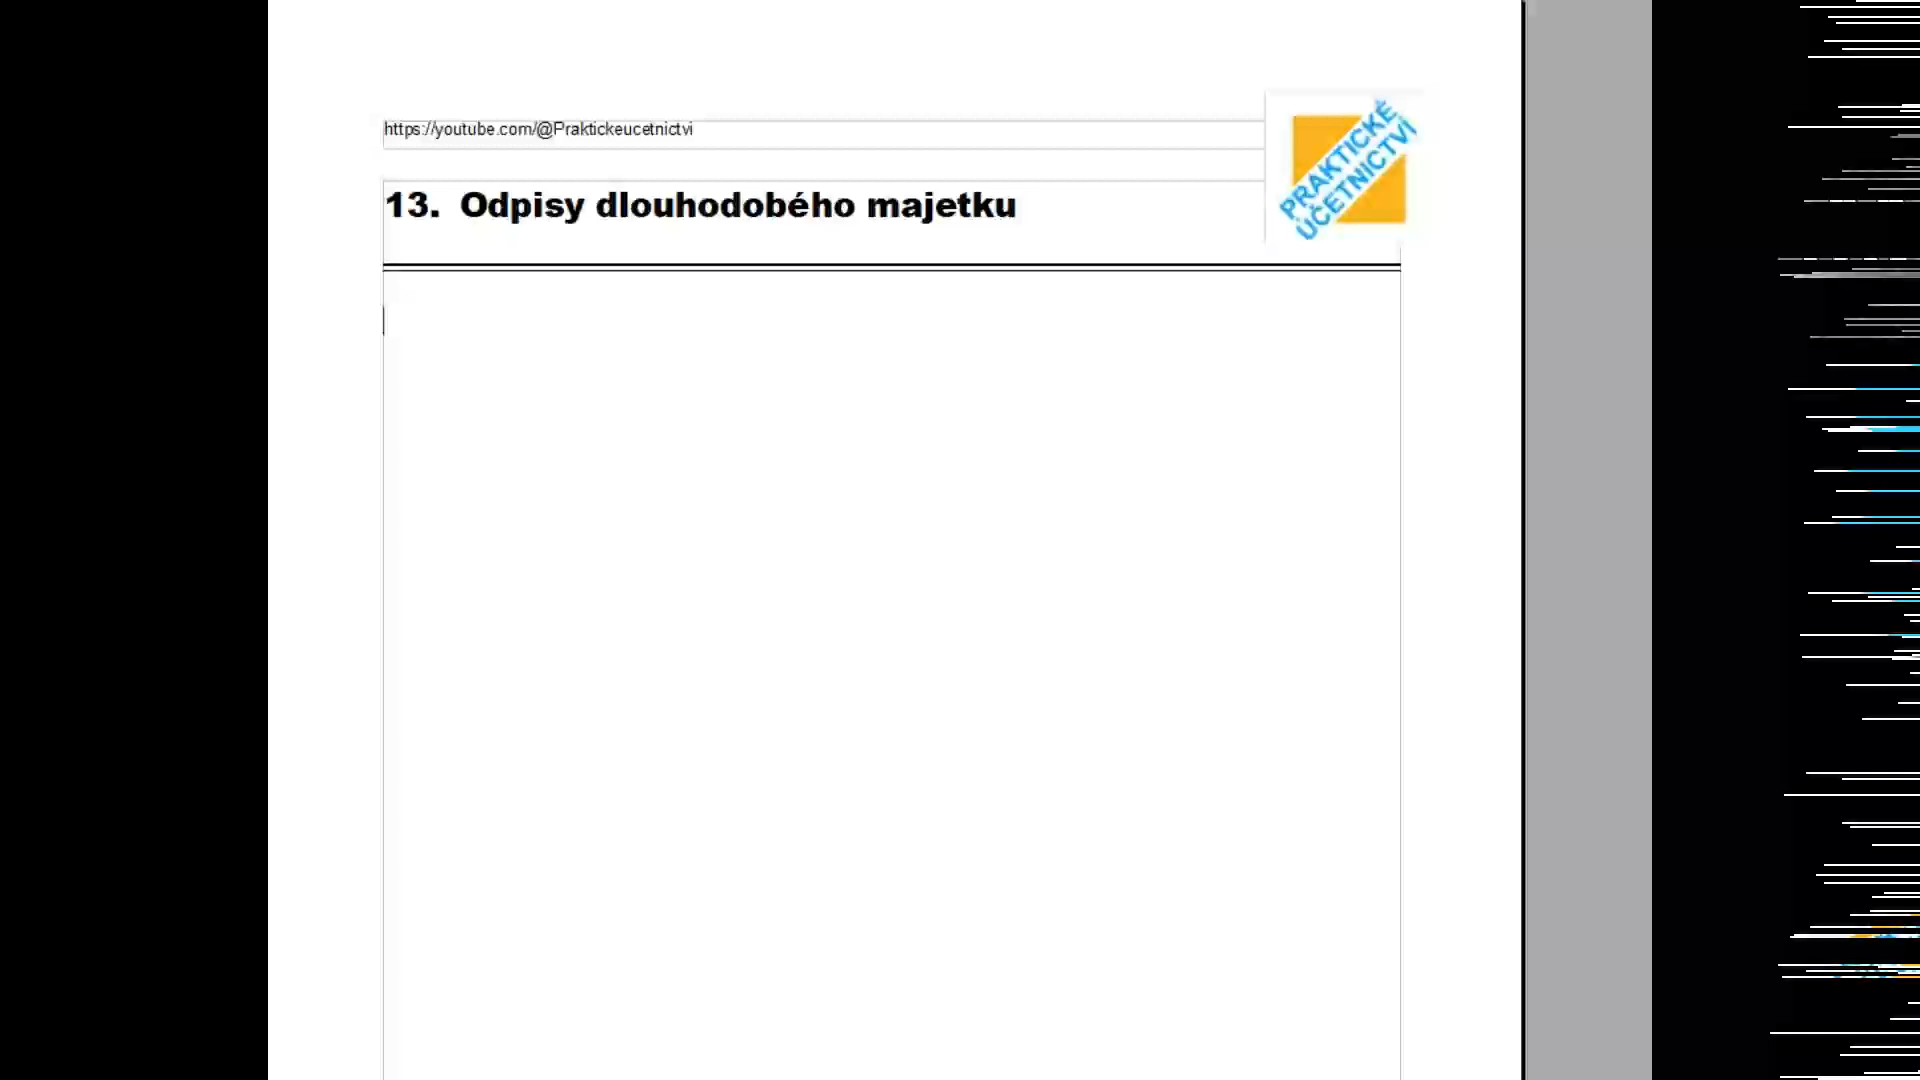 https://youtube.com/@Praktickeucetnictvi
13. Odpisy dlouhodobého majetku
PRAKTICKÉ
ÚČETNICTVÍ